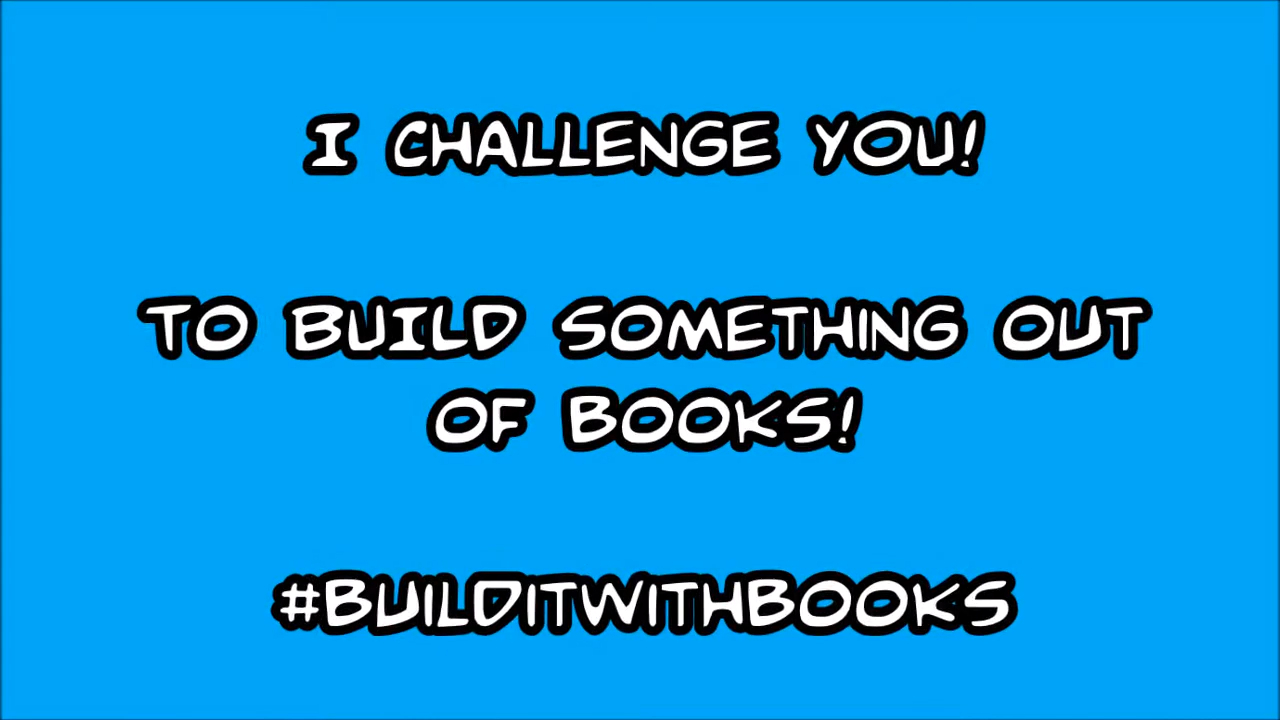 I CHALLENGE YOU!
TO BUILD SOMETHING OUT
OF BOOKS!
#BUILDITWITHBOOKS